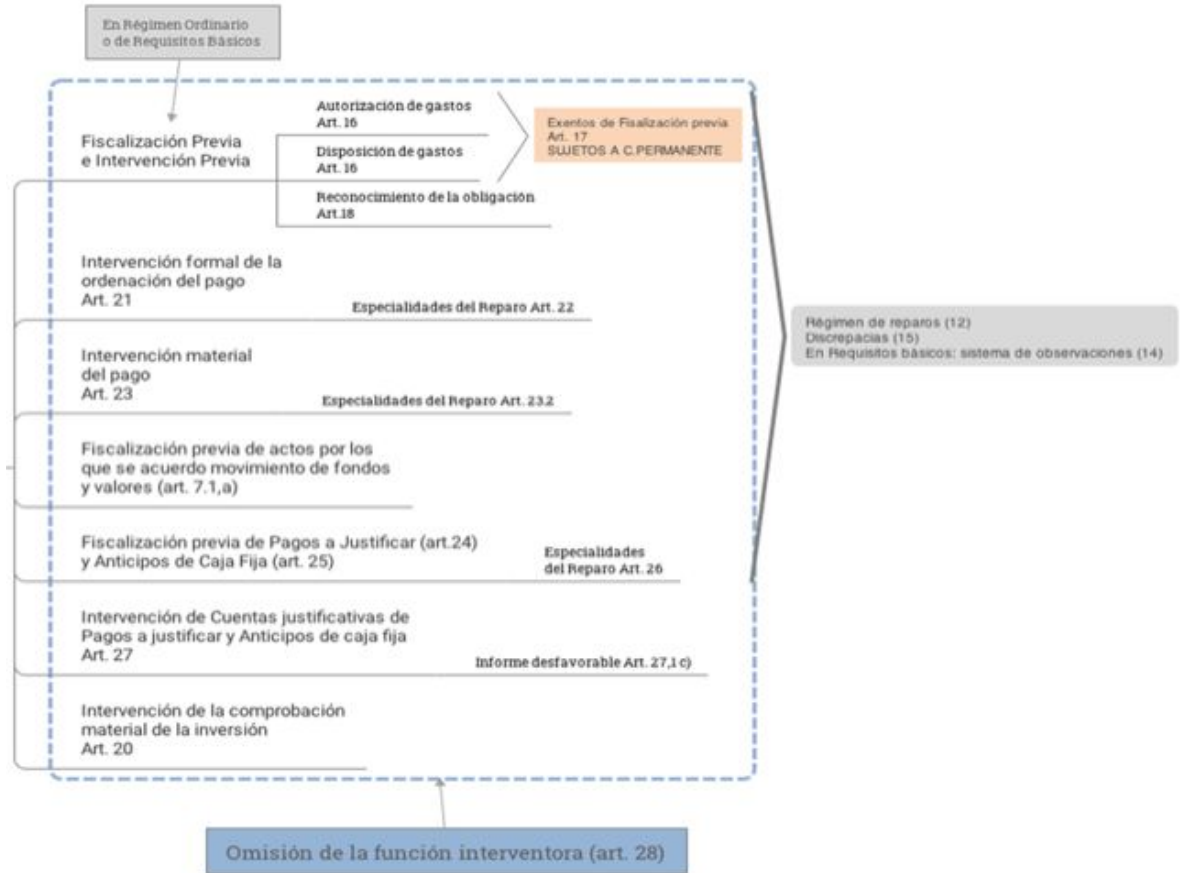 En Régimen Ordinario
o de Requisitos Básicos
Fiscalización Previa
e Intervención Previa
Autorización de gastos
Art. 16
Disposición de gastos
Art. 16
Reconocimiento de la obligación
Art.18
Exentos de Fisalización previa
Art. 17
SUJETOS A C.PERMANENTE
Intervención formal de la
ordenación del pago
Art. 21
Especialidades del Reparo Art. 22
Intervención material
del pago
Art. 23
Especialidades del Reparo Art. 23.2
Régimen de reparos (12)
Discrepacias (15)
En Requisitos básicos: sistema de observaciones (14)
Fiscalización previa de actos por los
que se acuerdo movimiento de fondos
y valores (art. 7.1,a)
Fiscalización previa de Pagos a Justificar (art.24)
y Anticipos de Caja Fija (art. 25)
Especialidades
del Reparo Art. 26
Intervención de Cuentas justificativas de
Pagos a justificar y Anticipos de caja fija
Art. 27
Informe desfavorable Art. 27,1 c)
Intervención de la comprobación
material de la inversión
Art. 20
Omisión de la función interventora (art. 28)